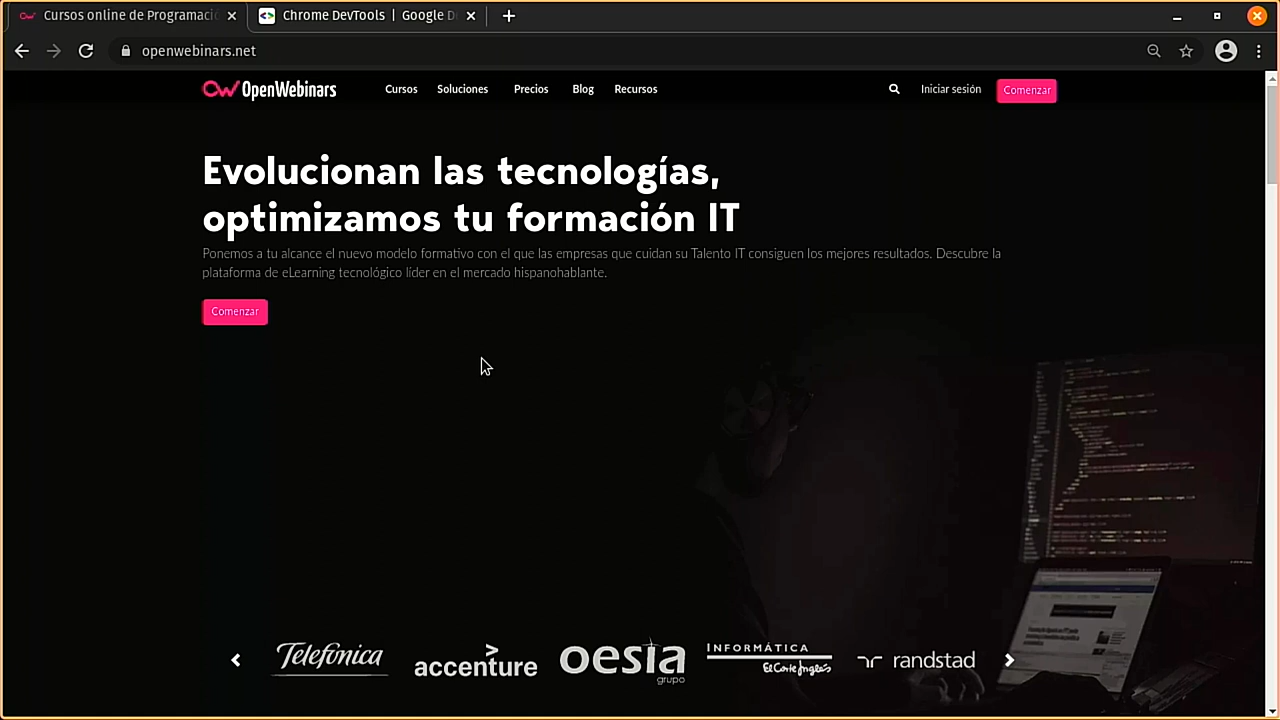 Cursos online de Programació
Chrome DevTools | Google D
openwebinars.net
OpenWebinars
Cursos
Soluciones
Precios
Blog
Recursos
Iniciar sesión
Comenzar
Evolucionan las tecnologías,
optimizamos tu formación IT
Ponemos a tu alcance el nuevo modelo formativo con el que las empresas que cuidan su Talento IT consiguen los mejores resultados. Descubre la
plataforma de eLearning tecnológico líder en el mercado hispanohablante.
Comenzar
Telefónica
accenture
oesia
grupo
INFORMÁTICA
El Corte Inglés
randstad